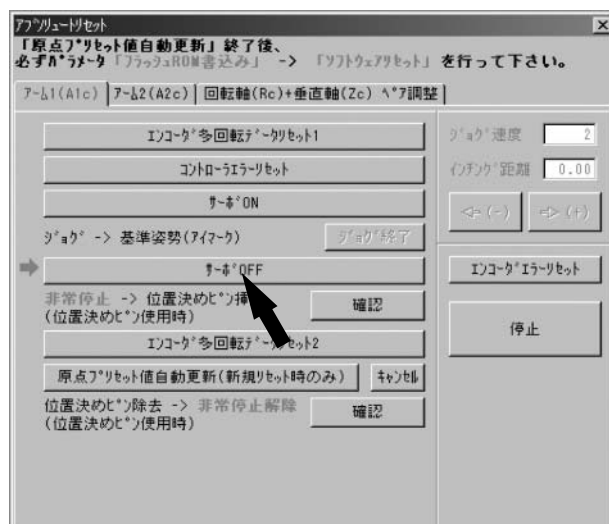 アブソリュートリセット
「原点プリセット値自動更新」終了後、
必ずパラメータ「フラッシュROM書込み」 -> 「ソフトウェアリセット」 を行って下さい。
アーム1(A1c) アーム2(A2c) 回転軸(Rc)+垂直軸(Zc) ペア調整
エンコーダ多回転データリセット1
コントローラエラーリセット
サーボON
ジョグ -> 基準姿勢(アイマーク) ジョグ終了
サーボOFF
非常停止 -> 位置決めピン挿
(位置決めピン使用時)
確認
エンコーダ多回転データリセット2
原点プリセット値自動更新(新規リセット時のみ) キャンセル
位置決めピン除去 -> 非常停止解除
(位置決めピン使用時)
確認
ジョグ速度 2
インチング距離 0.00
(-) (+)
エンコーダエラーリセット
停止